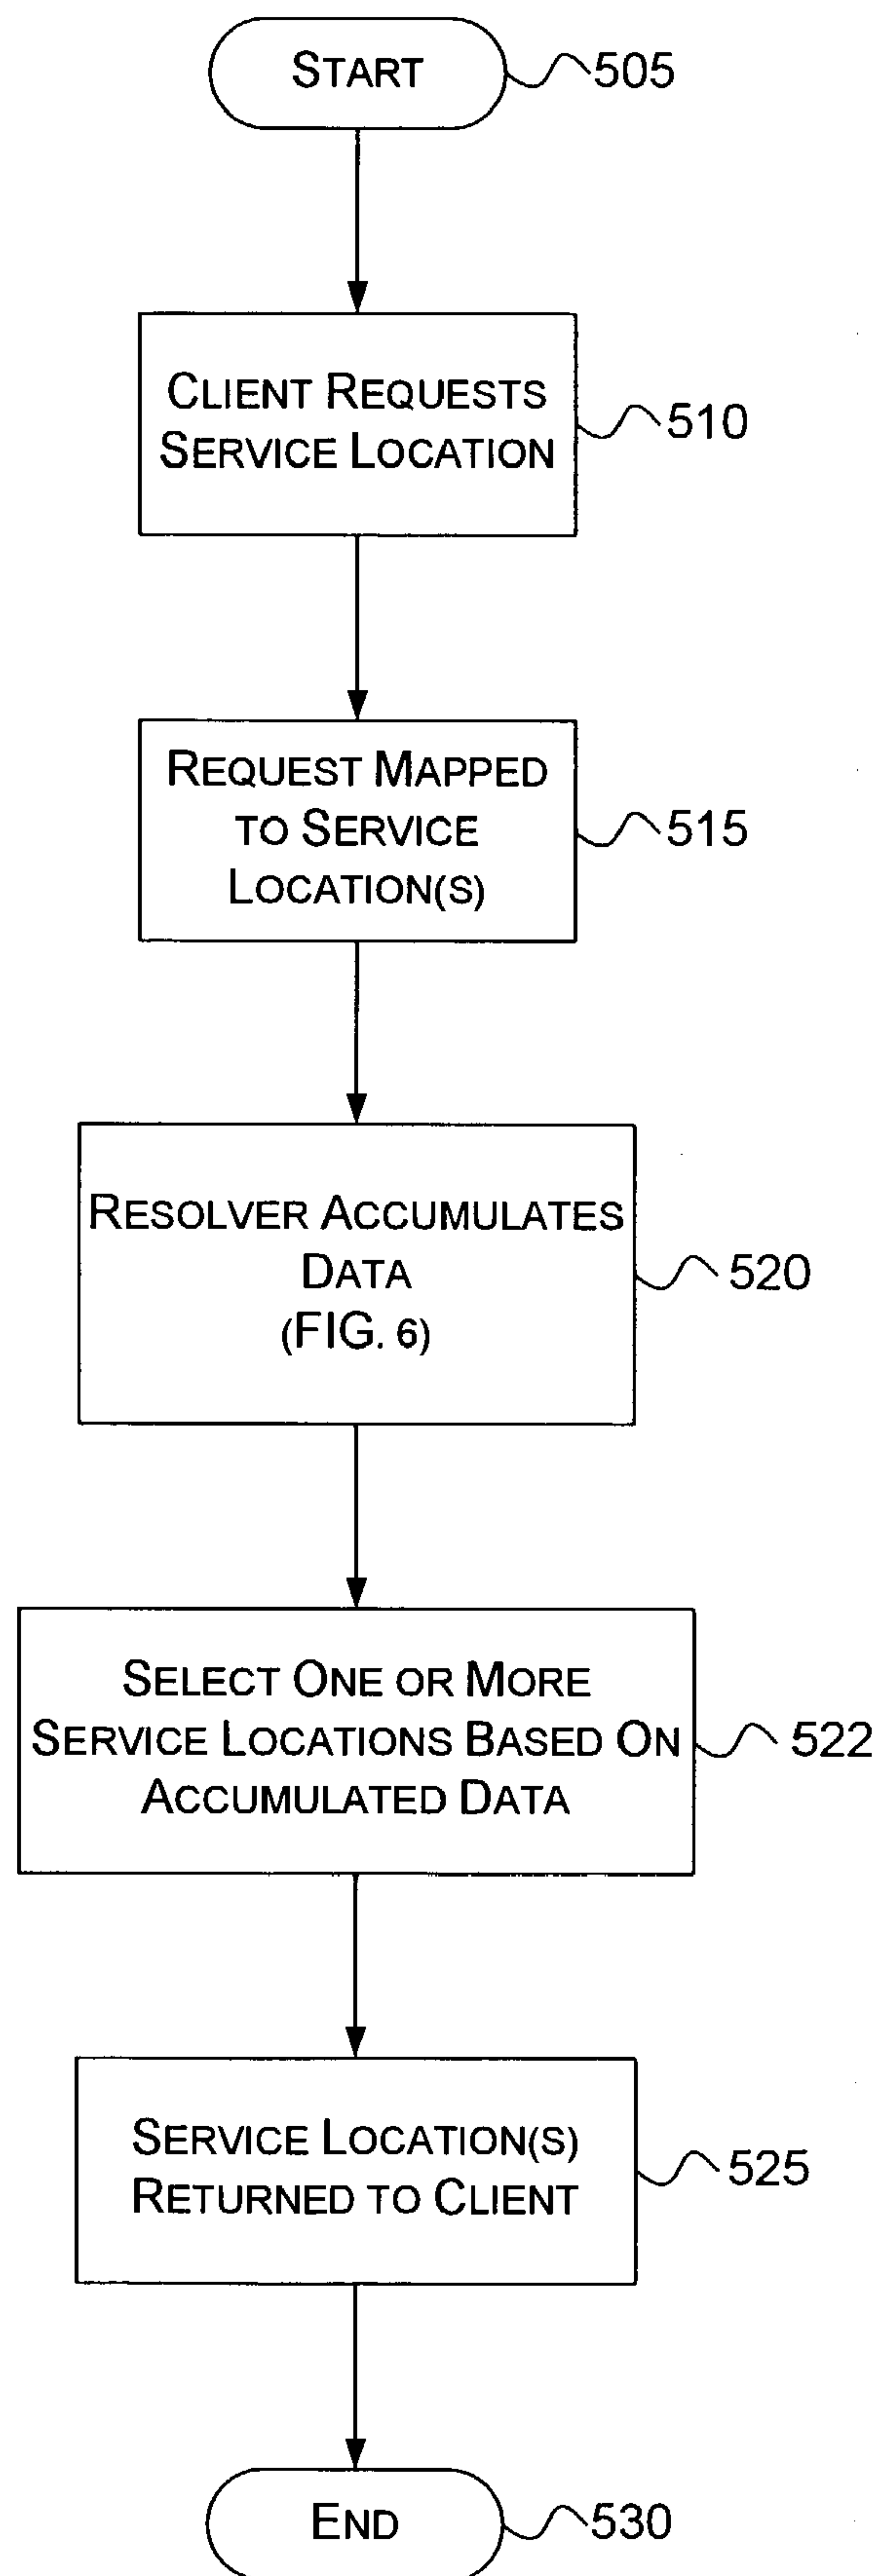 START
505
CLIENT REQUESTS
SERVICE LOCATION
510
REQUEST MAPPED
TO SERVICE
LOCATION(S)
515
RESOLVER ACCUMULATES
DATA
(FIG. 6)
520
SELECT ONE OR MORE
SERVICE LOCATIONS BASED ON
ACCUMULATED DATA
522
SERVICE LOCATION(S)
RETURNED TO CLIENT
525
END
530